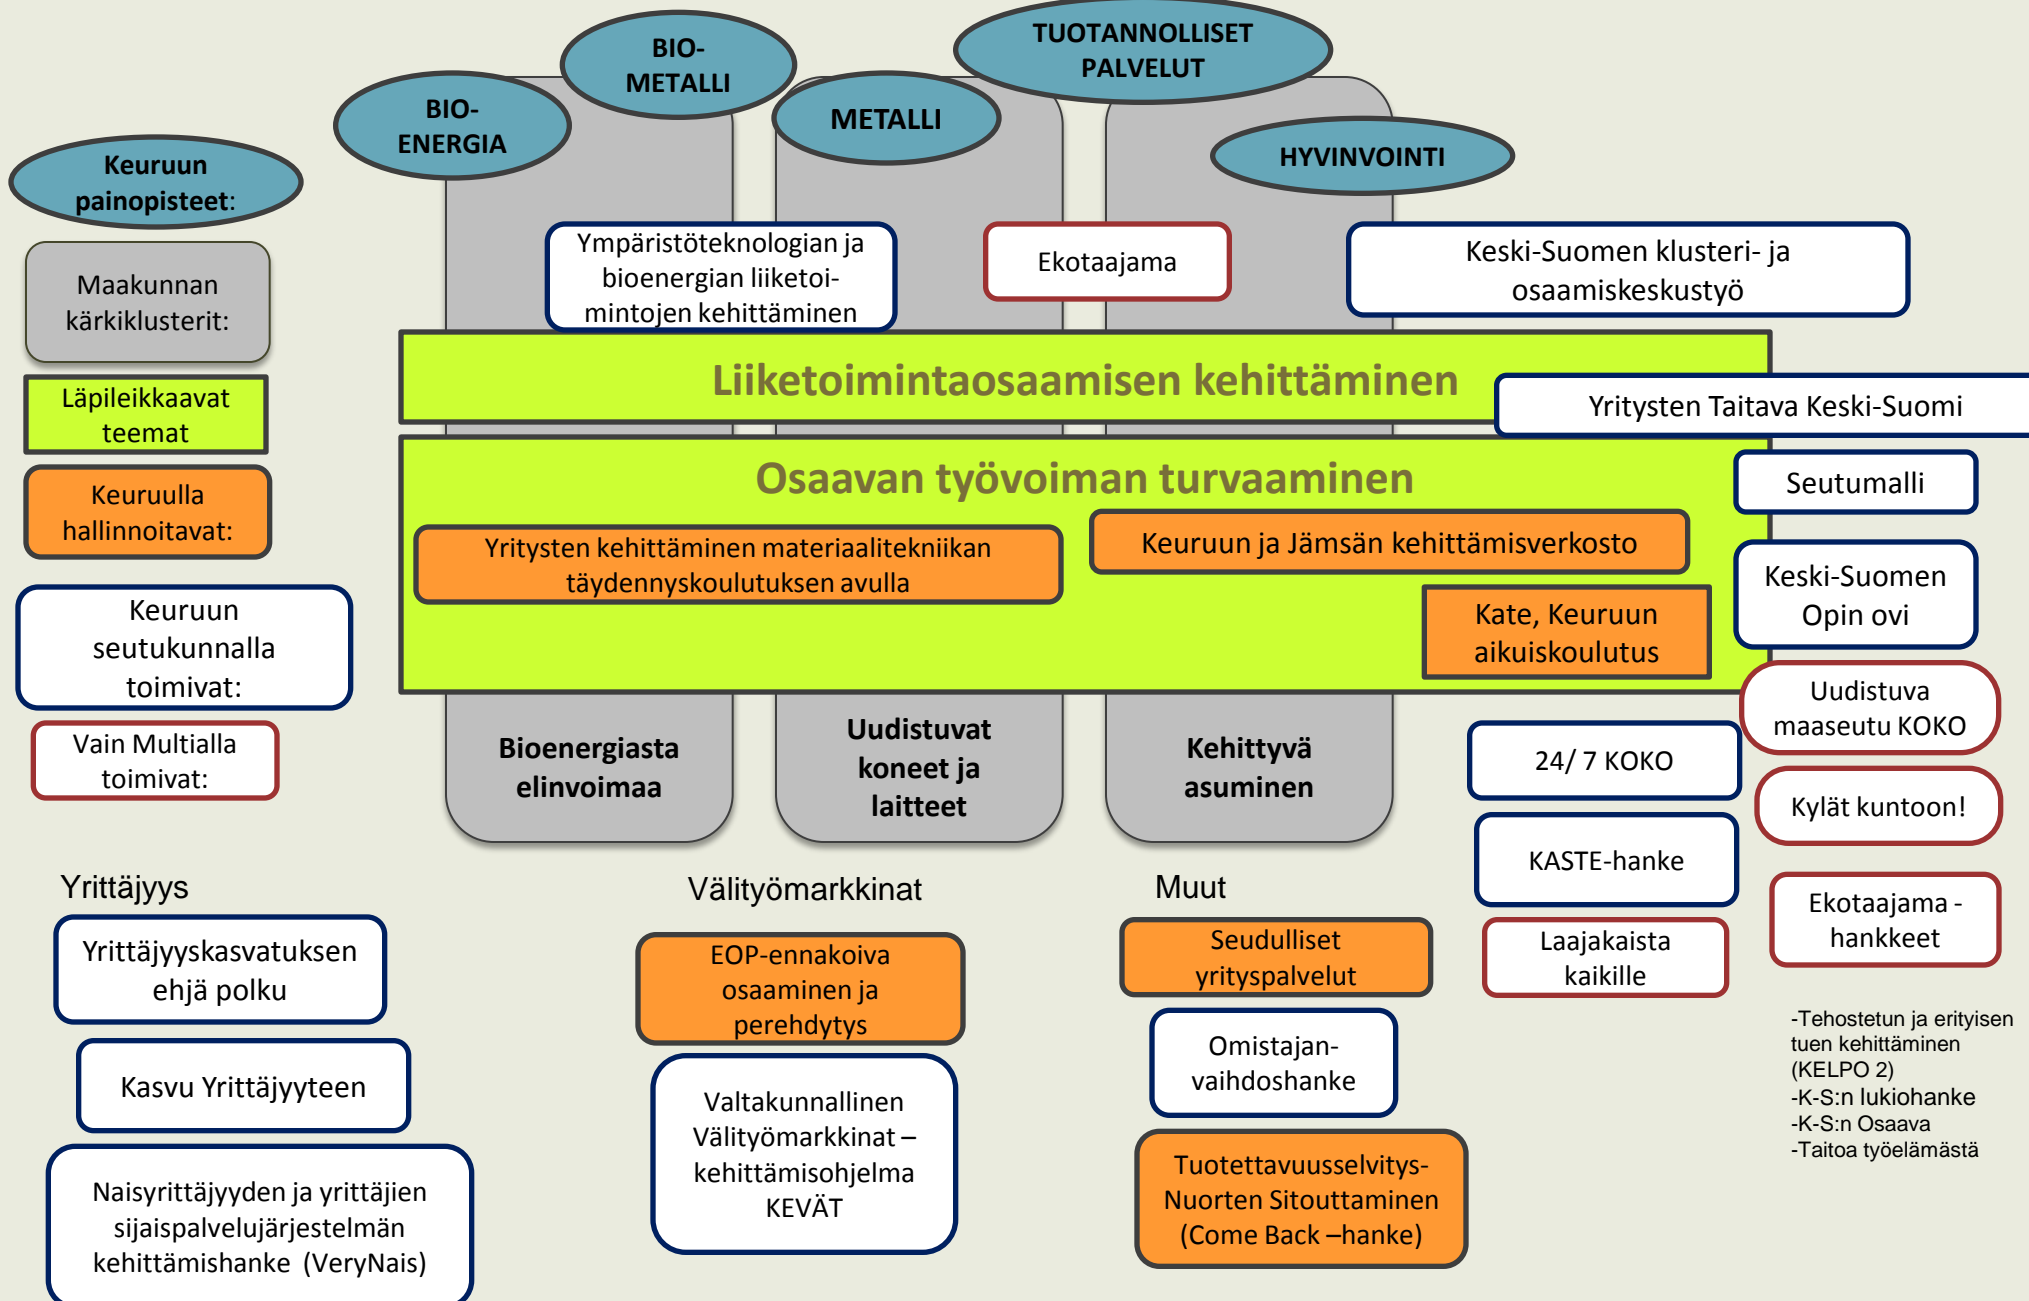 TUOTANNOLLISET
PALVELUT
BIO-
METALLI
BIO-
ENERGIA
METALLI
HYVINVOINTI
Keuruun
painopisteet:
Maakunnan
kärkiklusterit:
Läpileikkaavat
teemat
Keuruulla
hallinnoitavat:
Keuruun
seutukunnalla
toimivat:
Vain Multialla
toimivat:
Ympäristöteknologian ja
bioenergian liiketoi-
mintojen kehittäminen
Ekotaajama
Keski-Suomen klusteri- ja
osaamiskeskustyö
Liiketoimintaosaamisen kehittäminen
Yritysten Taitava Keski-Suomi
Osaavan työvoiman turvaaminen
Seutumalli
Yritysten kehittäminen materiaalitekniikan
täydennyskoulutuksen avulla
Keuruun ja Jämsän kehittämisverkosto
Keski-Suomen
Opin ovi
Kate, Keuruun
aikuiskoulutus
Uudistuva
maaseutu KOKO
Bioenergiasta
elinvoimaa
Uudistuvat
koneet ja
laitteet
Kehittyvä
asuminen
24/ 7 KOKO
Kylät kuntoon!
KASTE-hanke
Ekotaajama -
hankkeet
Laajakaista
kaikille
Yrittäjyys
Yrittäjyyskasvatuksen
ehjä polku
Kasvu Yrittäjyyteen
Naisyrittäjyyden ja yrittäjien
sijaispalvelujärjestelmän
kehittämishanke (VeryNais)
Välityömarkkinat
EOP-ennakoiva
osaaminen ja
perehdytys
Valtakunnallinen
Välityömarkkinat –
kehittämisohjelma
KEVÄT
Muut
Seudulliset
yrityspalvelut
Omistajan-
vaihdoshanke
Tuotettavuusselvitys-
Nuorten Sitouttaminen
(Come Back –hanke)
-Tehostetun ja erityisen
tuen kehittäminen
(KELPO 2)
-K-S:n lukiohanke
-K-S:n Osaava
-Taitoa työelämästä